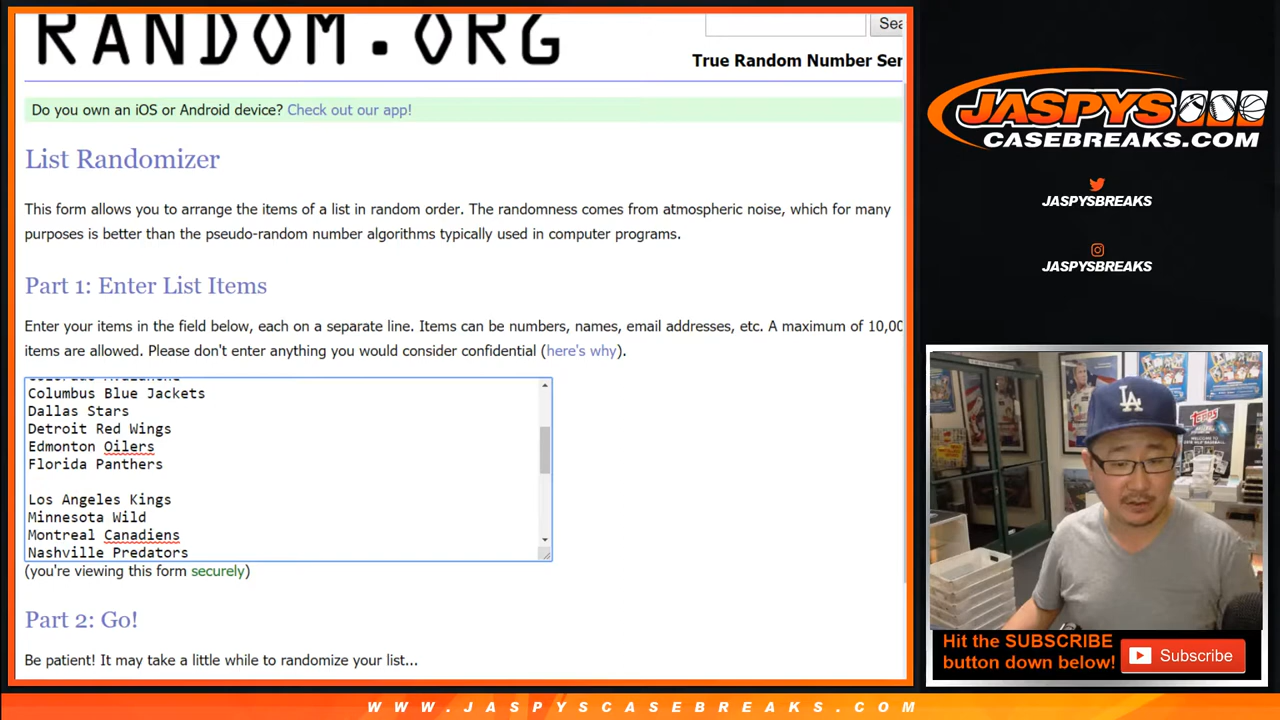 RANDOM.ORG
Sea
True Random Number Ser
Do you own an iOS or Android device? Check out our app!
List Randomizer
This form allows you to arrange the items of a list in random order. The randomness comes from atmospheric noise, which for many
purposes is better than the pseudo-random number algorithms typically used in computer programs.
Part 1: Enter List Items
Enter your items in the field below, each on a separate line. Items can be numbers, names, email addresses, etc. A maximum of 10,00
items are allowed. Please don't enter anything you would consider confidential (here's why).
Colorado Avalanche
Columbus Blue Jackets
Dallas Stars
Detroit Red Wings
Edmonton Oilers
Florida Panthers
Los Angeles Kings
Minnesota Wild
Montreal Canadiens
Nashville Predators
(you're viewing this form securely)
Part 2: Go!
Be patient! It may take a little while to randomize your list...
JASPYS
CASEBREAKS.COM
JASPYSBREAKS
JASPYSBREAKS
TOPPS
LA
Hit the SUBSCRIBE
button down below!
Subscribe
WWW.JASPYSCASEBREAKS.COM